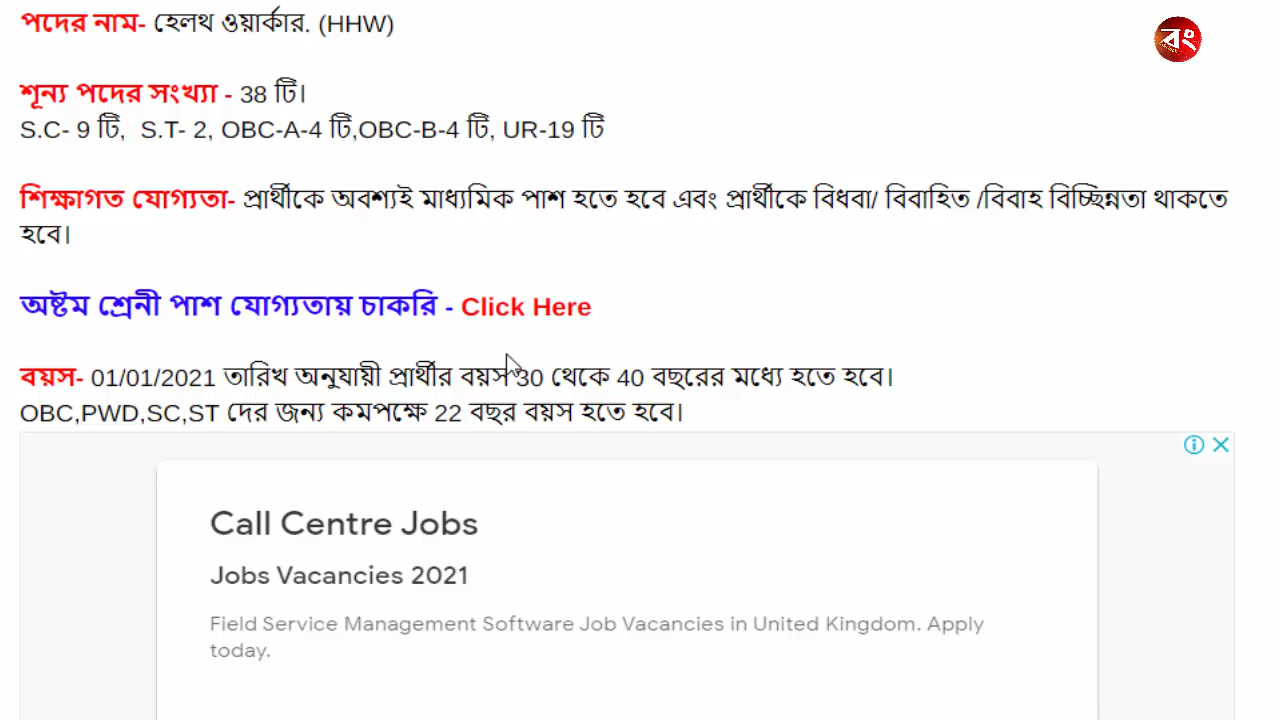 পদের নাম- হেলথ ওয়ার্কার. (HHW)
বং
শূন্য পদের সংখ্যা - 38 টি।
S.C- 9 টি, S.T- 2, OBC-A-4 টি,OBC-B-4 টি, UR-19 টি
শিক্ষাগত যোগ্যতা- প্রার্থীকে অবশ্যই মাধ্যমিক পাশ হতে হবে এবং প্রার্থীকে বিধবা/ বিবাহিত /বিবাহ বিচ্ছিন্নতা থাকতে
হবে।
অষ্টম শ্রেনী পাশ যোগ্যতায় চাকরি - Click Here
বয়স- 01/01/2021 তারিখ অনুযায়ী প্রার্থীর বয়স 30 থেকে 40 বছরের মধ্যে হতে হবে।
OBC,PWD,SC,ST দের জন্য কমপক্ষে 22 বছর বয়স হতে হবে।
Call Centre Jobs
Jobs Vacancies 2021
Field Service Management Software Job Vacancies in United Kingdom. Apply
today.